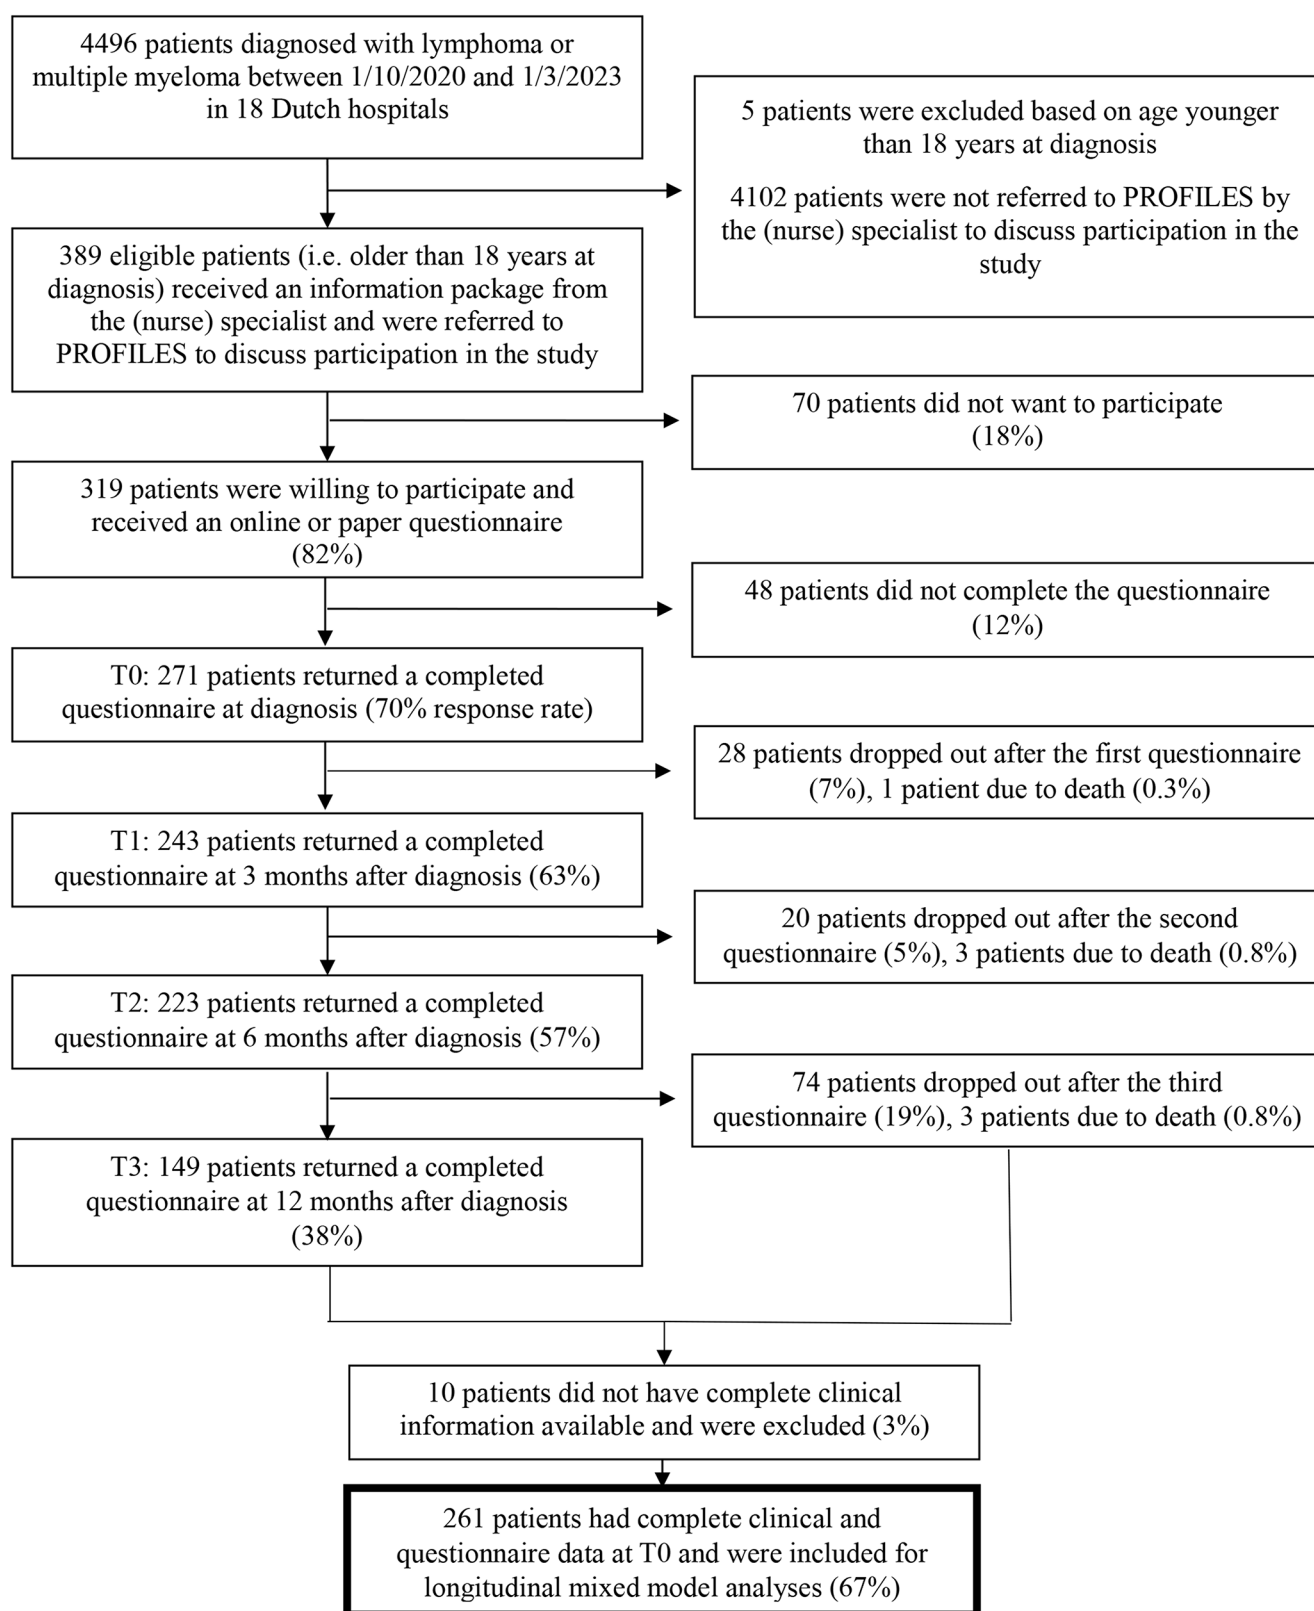 4496 patients diagnosed with lymphoma or
multiple myeloma between 1/10/2020 and 1/3/2023
in 18 Dutch hospitals
5 patients were excluded based on age younger
than 18 years at diagnosis
4102 patients were not referred to PROFILES by
the (nurse) specialist to discuss participation in the
study
389 eligible patients (i.e. older than 18 years at
diagnosis) received an information package from
the (nurse) specialist and were referred to
PROFILES to discuss participation in the study
70 patients did not want to participate
(18%)
319 patients were willing to participate and
received an online or paper questionnaire
(82%)
48 patients did not complete the questionnaire
(12%)
T0: 271 patients returned a completed
questionnaire at diagnosis (70% response rate)
28 patients dropped out after the first questionnaire
(7%), 1 patient due to death (0.3%)
T1: 243 patients returned a completed
questionnaire at 3 months after diagnosis (63%)
20 patients dropped out after the second
questionnaire (5%), 3 patients due to death (0.8%)
T2: 223 patients returned a completed
questionnaire at 6 months after diagnosis (57%)
74 patients dropped out after the third
questionnaire (19%), 3 patients due to death (0.8%)
T3: 149 patients returned a completed
questionnaire at 12 months after diagnosis
(38%)
10 patients did not have complete clinical
information available and were excluded (3%)
261 patients had complete clinical and
questionnaire data at T0 and were included for
longitudinal mixed model analyses (67%)